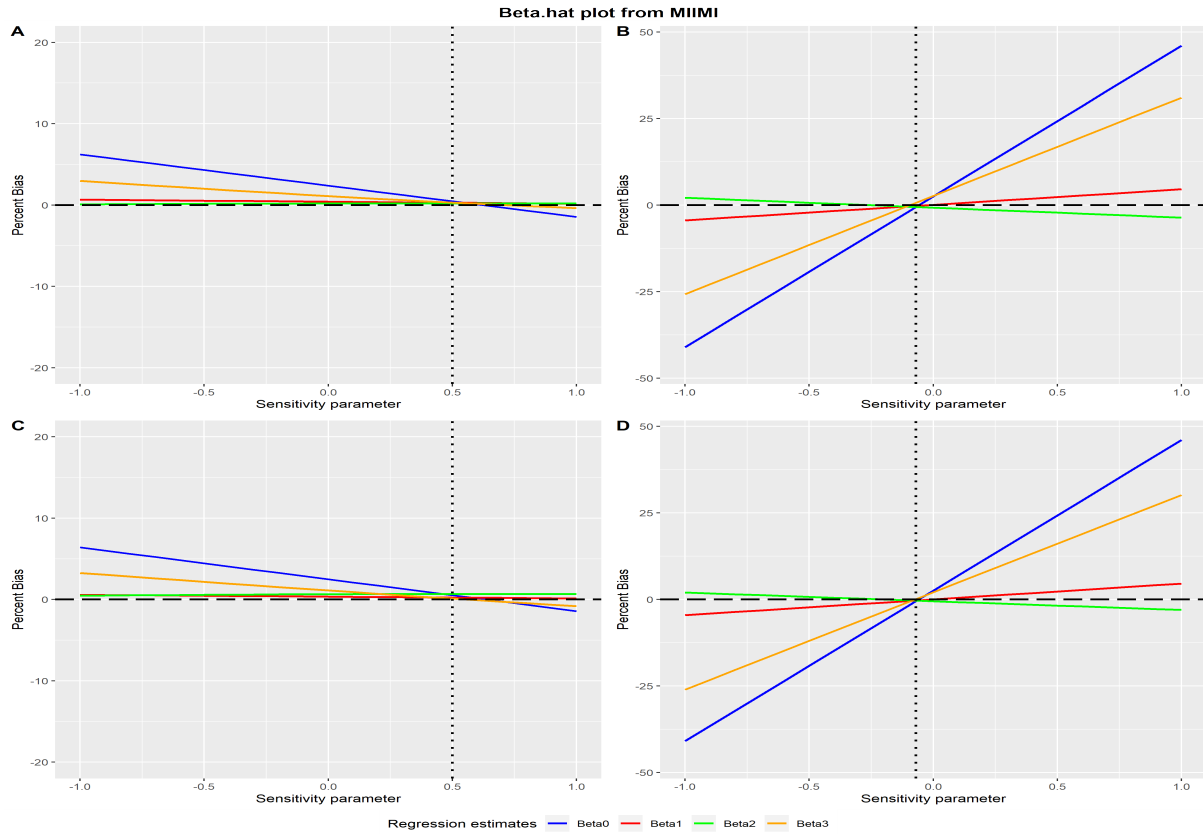 Beta.hat plot from MIIMI
A
20
10
0
-10
-20
Percent Bias
-1.0 -0.5 0.0 0.5 1.0
Sensitivity parameter
B
50
25
0
-25
-50
Percent Bias
-1.0 -0.5 0.0 0.5 1.0
Sensitivity parameter
C
20
10
0
-10
-20
Percent Bias
-1.0 -0.5 0.0 0.5 1.0
Sensitivity parameter
D
50
25
0
-25
-50
Percent Bias
-1.0 -0.5 0.0 0.5 1.0
Sensitivity parameter
Regression estimates Beta0 Beta1 Beta2 Beta3